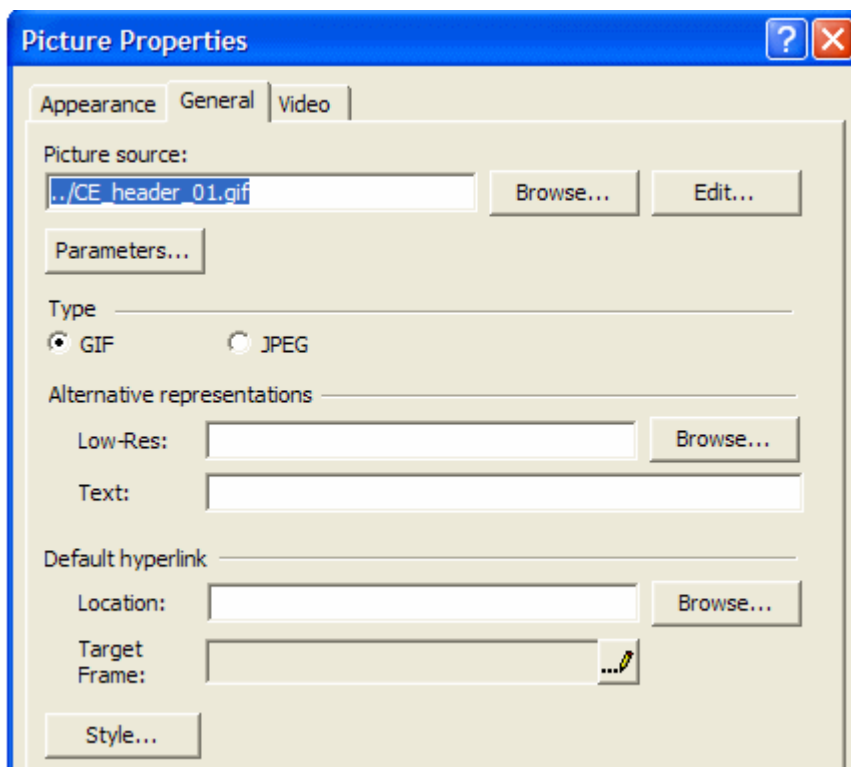 Picture Properties
?
Appearance General Video
Picture source:
../CE_header_01.gif Browse... Edit...
Parameters...
Type
GIF JPEG
Alternative representations
Low-Res: Browse...
Text:
Default hyperlink
Location: Browse...
Target
Frame: ...
Style...